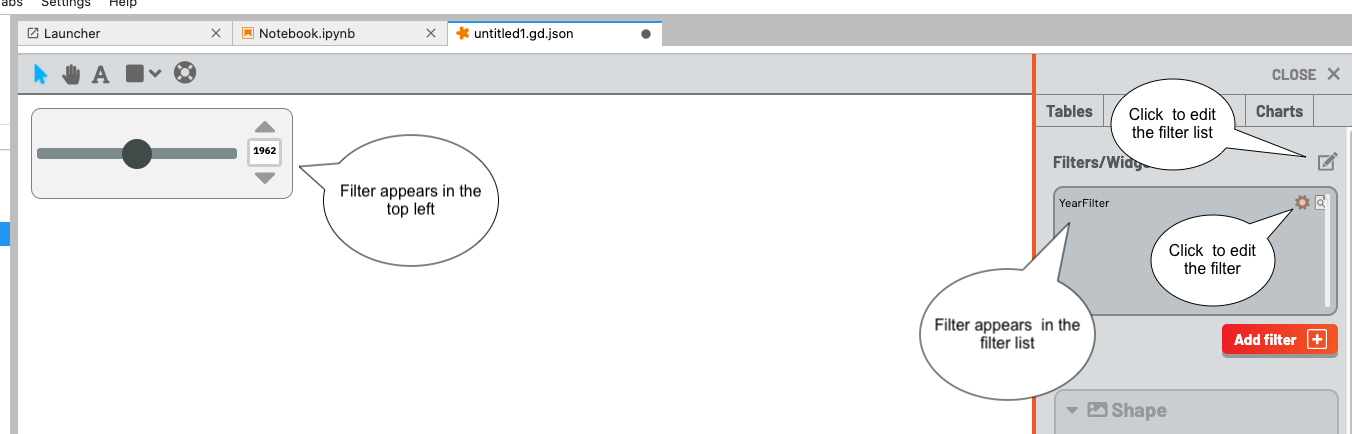 abs Settings Help
Launcher
Notebook.ipynb
untitled1.gd.json
A
CLOSE
Tables
Charts
Click to edit
the filter list
Filters/Widg
1962
Filter appears in the
top left
YearFilter
Click to edit
the filter
Filter appears in the
filter list
Add filter
Shape